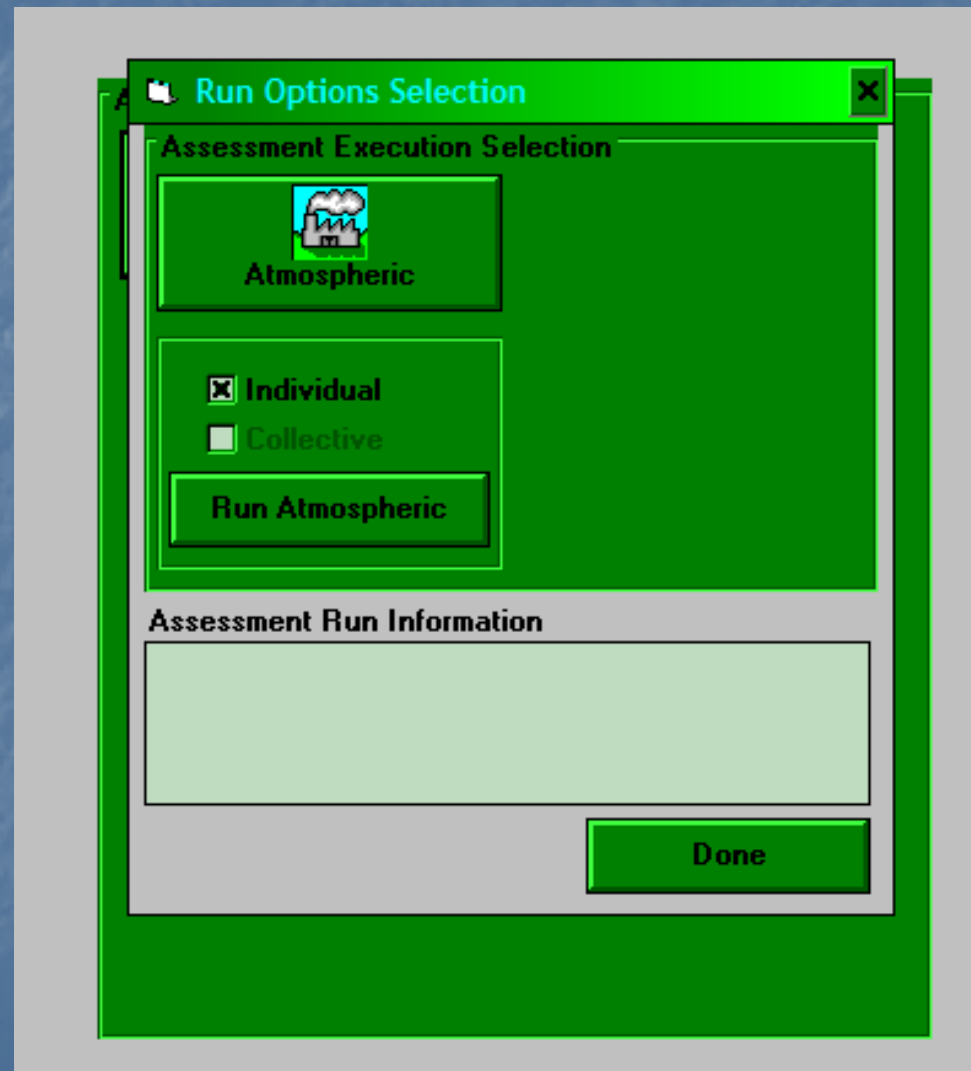 Run Options Selection
Assessment Execution Selection
Atmospheric
Individual
Collective
Run Atmospheric
Assessment Run Information
Done